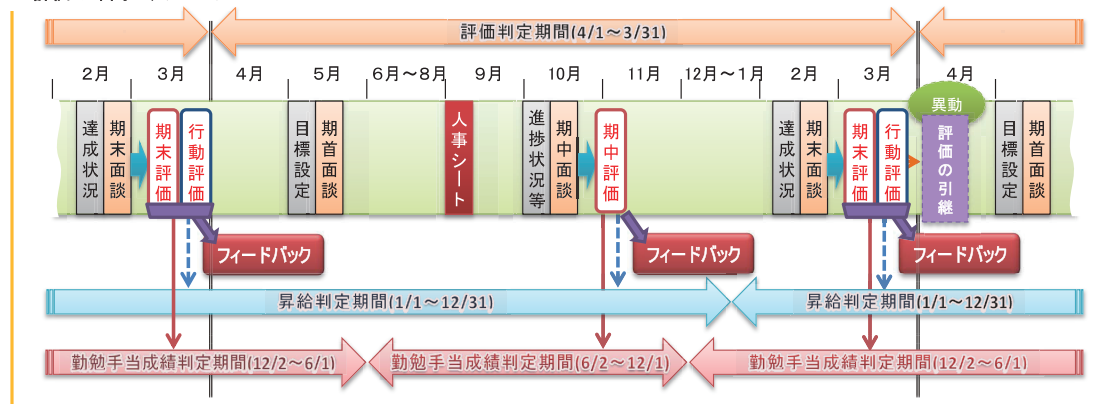 評価判定期間(4/1～3/31)
2月
3月
4月
5月
6月～8月
9月
10月
11月
12月～1月
2月
3月
4月
達成状況
期末面談
期末評価
行動評価
目標設定
期首面談
人事シート
進捗状況等
期中面談
期中評価
達成状況
期末面談
期末評価
行動評価
異動
評価の引継
目標設定
期首面談
フィードバック
フィードバック
フィードバック
昇給判定期間(1/1～12/31)
昇給判定期間(1/1～12/31)
勤勉手当成績判定期間(12/2～6/1)
勤勉手当成績判定期間(6/2～12/1)
勤勉手当成績判定期間(12/2～6/1)